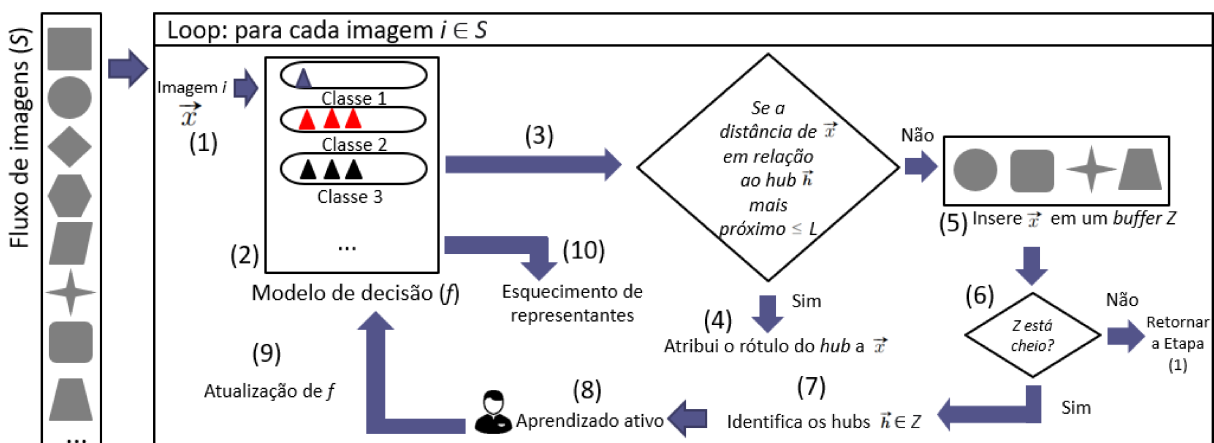 Fluxo de imagens (S)
...
Loop: para cada imagem i ∈ S
Imagem i
x⃗
(1)
Classe 1
Classe 2
Classe 3
...
(2)
Modelo de decisão (f)
(3)
Se a
distância de x⃗
em relação
ao hub h⃗
mais
próximo ≤ L
Não
Sim
(4)
Atribui o rótulo do hub a x⃗
(5) Insere x⃗ em um buffer Z
(6)
Z está
cheio?
Não
Retornar
a Etapa
(1)
Sim
(7)
Identifica os hubs h⃗ ∈ Z
(8)
Aprendizado ativo
(9)
Atualização de f
(10)
Esquecimento de
representantes